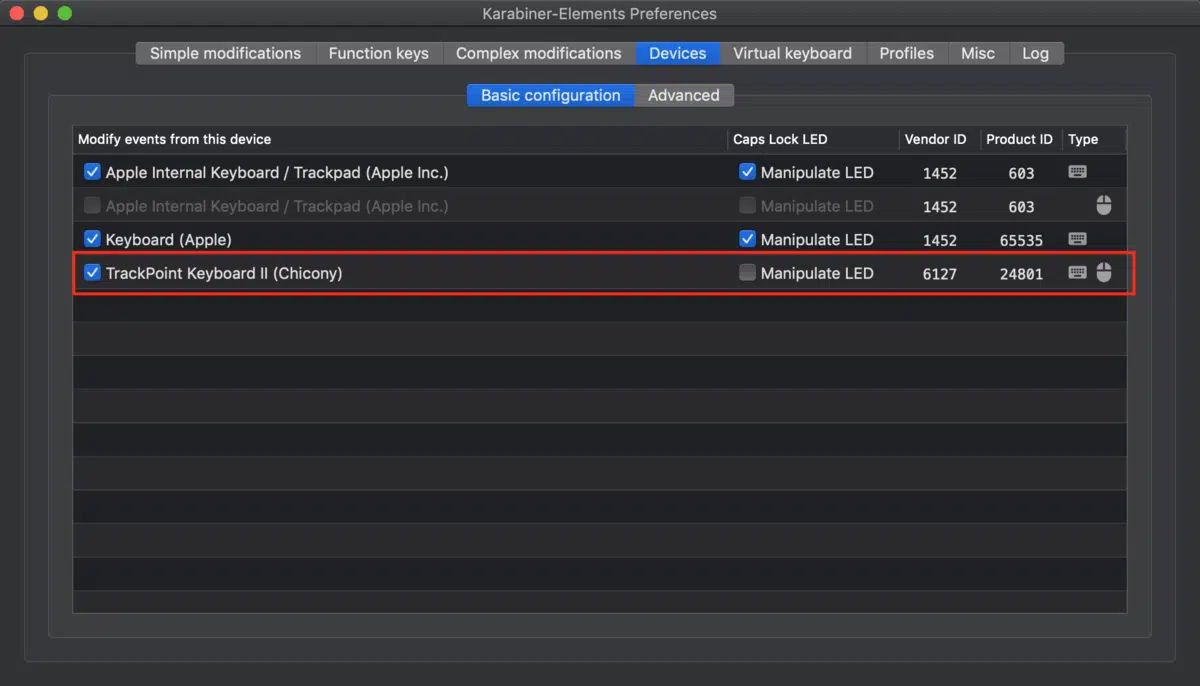 Karabiner-Elements Preferences
Simple modifications Function keys Complex modifications Devices Virtual keyboard Profiles Misc Log
Basic configuration Advanced
Modify events from this device Caps Lock LED Vendor ID Product ID Type
Apple Internal Keyboard / Trackpad (Apple Inc.) Manipulate LED 1452 603
Apple Internal Keyboard / Trackpad (Apple Inc.) Manipulate LED 1452 603
Keyboard (Apple) Manipulate LED 1452 65535
TrackPoint Keyboard II (Chicony) Manipulate LED 6127 24801